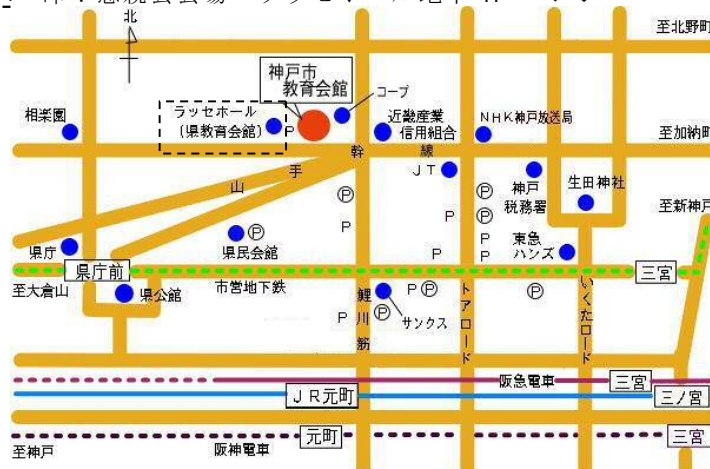 北
至北野町
神戸市
教育会館
コープ
相楽園
ラッセホール
(県教育会館)
P
近畿産業
信用組合
NHK神戸放送局
至加納町
幹
線
手
山
JT
P
神戸
税務署
生田神社
P
P
P
P
至新神戸
県庁
P
県民会館
P
P
P
東急
ハンズ
県庁前
三宮
至大倉山
県公館
市営地下鉄
鯉川筋
P
P
サンクス
P
P
P
トアロード
いくたロード
阪急電車
三宮
JR元町
三ノ宮
元町
三宮
至神戸
阪神電車